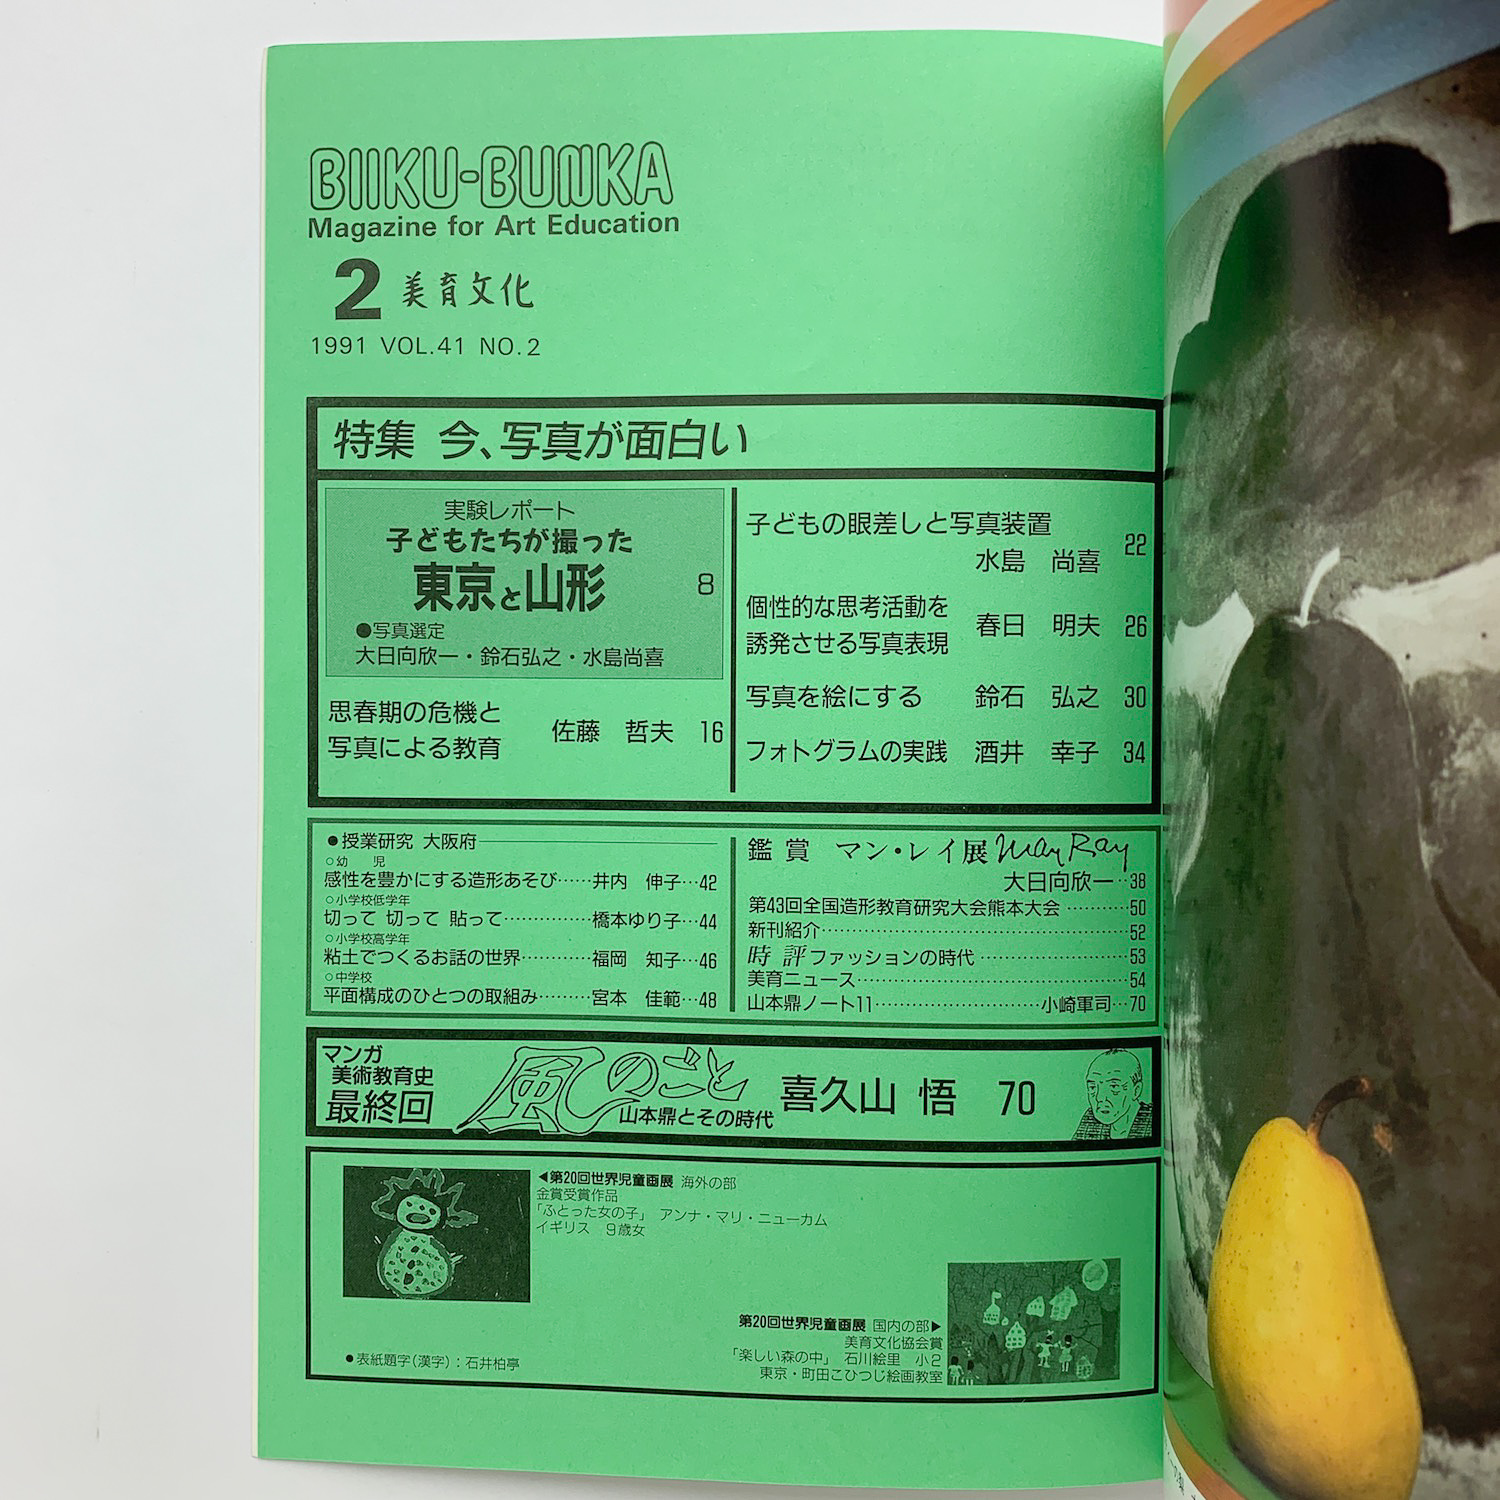 BIIKU-BUNKA
Magazine for Art Education
2 美育文化
1991 VOL.41 NO.2
特集 今、写真が面白い
実験レポート
子どもたちが撮った
東京と山形 8
●写真選定
大日向欣一・鈴石弘之・水島尚喜
思春期の危機と
写真による教育 佐藤 哲夫 16
子どもの眼差しと写真装置
水島 尚喜 22
個性的な思考活動を
誘発させる写真表現 春日 明夫 26
写真を絵にする 鈴石 弘之 30
フォトグラムの実践 酒井 幸子 34
●授業研究 大阪府
○幼 児
感性を豊かにする造形あそび……井内 伸子…42
○小学校低学年
切って 切って 貼って…………橋本ゆり子…44
○小学校高学年
粘土でつくるお話の世界…………福岡 知子…46
○中学校
平面構成のひとつの取組み………宮本 佳範…48
鑑賞 マン・レイ展 Man Ray
大日向欣一…38
第43回全国造形教育研究大会熊本大会…………50
新刊紹介…………52
時評 ファッションの時代…………53
美育ニュース…………54
山本鼎ノート11…………小崎軍司…70
マンガ
美術教育史
最終回
風のごとし
山本鼎とその時代
喜久山 悟 70
◀第20回世界児童画展 海外の部
金賞受賞作品
「ふとった女の子」 アンナ・マリ・ニューカム
イギリス 9歳女
第20回世界児童画展 国内の部▶
美育文化協会賞
「楽しい森の中」 石川絵里 小2
東京・町田こひつじ絵画教室
●表紙題字(漢字):石井柏亭